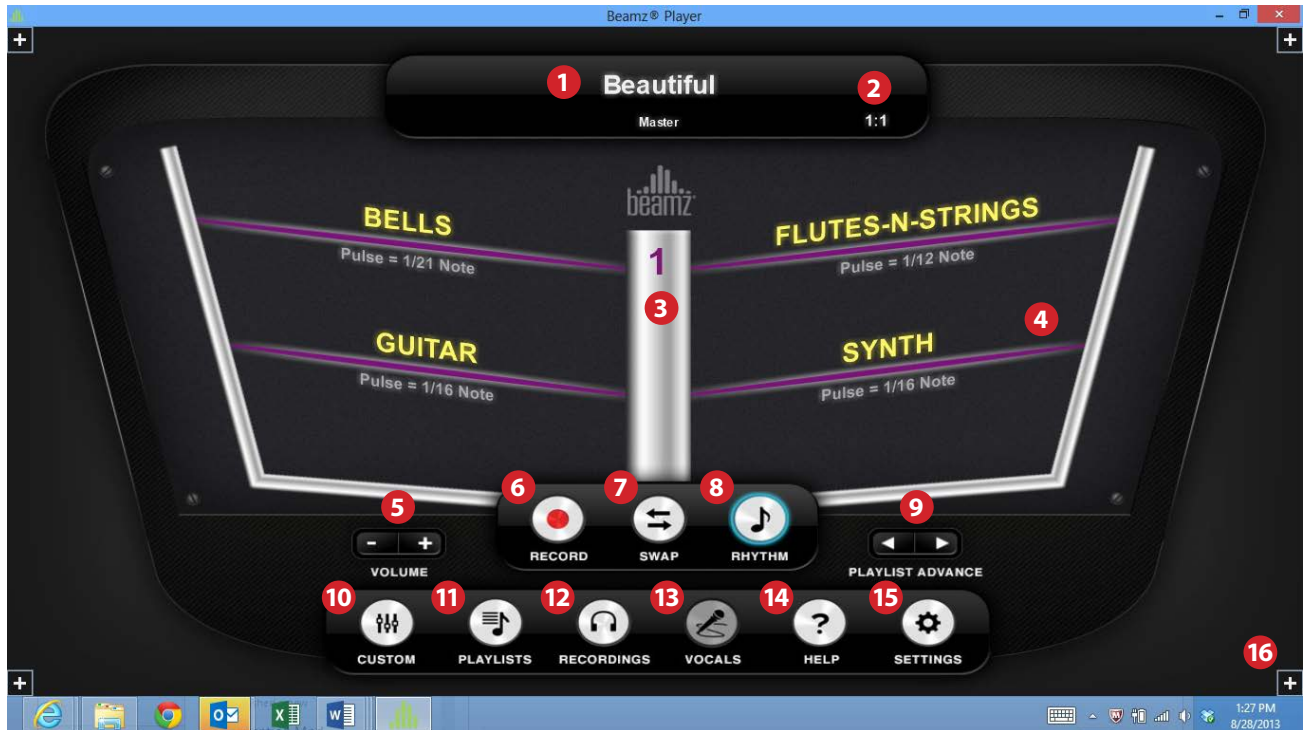 Beamz® Player
+
+
1
Beautiful
2
Master
1:1
beamz
BELLS
Pulse = 1/21 Note
1
3
FLUTES-N-STRINGS
Pulse = 1/12 Note
GUITAR
Pulse = 1/16 Note
4
SYNTH
Pulse = 1/16 Note
5
- +
VOLUME
6
RECORD
7
SWAP
8
RHYTHM
9
PLAYLIST ADVANCE
10
CUSTOM
11
PLAYLISTS
12
RECORDINGS
13
VOCALS
14
?
HELP
15
SETTINGS
16
+
+
1:27 PM
8/28/2013